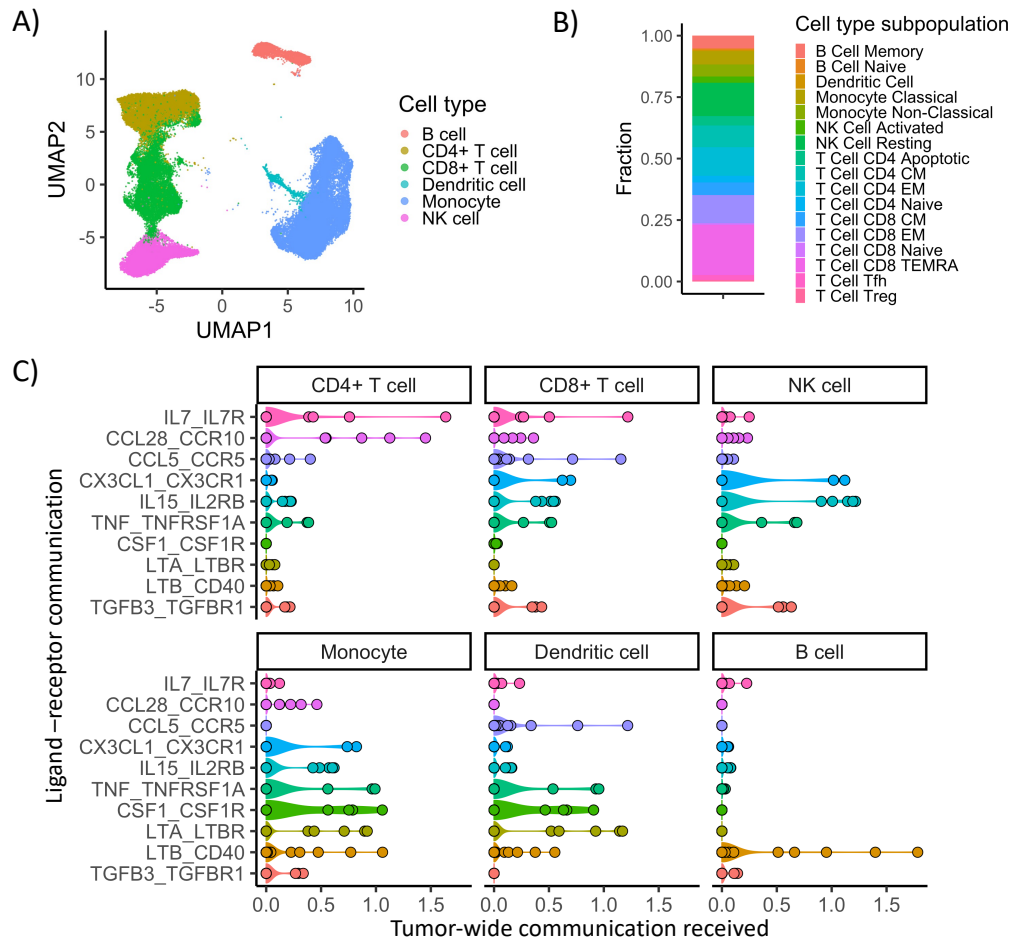 A)
UMAP2
10
5
0
-5
-5
0
5
10
UMAP1
Cell type
B cell
CD4+ T cell
CD8+ T cell
Dendritic cell
Monocyte
NK cell
B)
Fraction
1.00
0.75
0.50
0.25
0.00
Cell type subpopulation
B Cell Memory
B Cell Naive
Dendritic Cell
Monocyte Classical
Monocyte Non-Classical
NK Cell Activated
NK Cell Resting
T Cell CD4 Apoptotic
T Cell CD4 CM
T Cell CD4 EM
T Cell CD4 Naive
T Cell CD8 CM
T Cell CD8 EM
T Cell CD8 Naive
T Cell CD8 TEMRA
T Cell Tfh
T Cell Treg
C)
Ligand –receptor communication
CD4+ T cell
CD8+ T cell
NK cell
IL7_IL7R
CCL28_CCR10
CCL5_CCR5
CX3CL1_CX3CR1
IL15_IL2RB
TNF_TNFRSF1A
CSF1_CSF1R
LTA_LTBR
LTB_CD40
TGFB3_TGFBR1
Monocyte
Dendritic cell
B cell
IL7_IL7R
CCL28_CCR10
CCL5_CCR5
CX3CL1_CX3CR1
IL15_IL2RB
TNF_TNFRSF1A
CSF1_CSF1R
LTA_LTBR
LTB_CD40
TGFB3_TGFBR1
0.0 0.5 1.0 1.5
0.0 0.5 1.0 1.5
0.0 0.5 1.0 1.5
Tumor-wide communication received